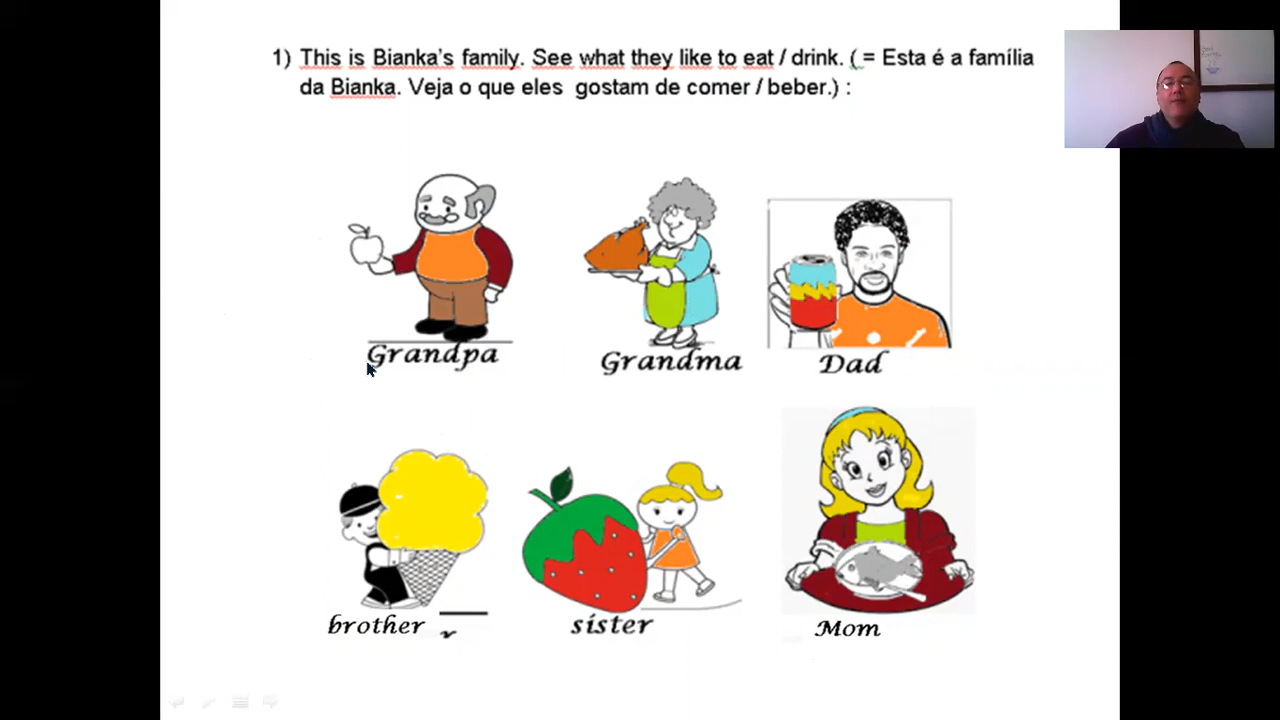 1) This is Bianka's family. See what they like to eat / drink. ( = Esta é a família
da Bianka. Veja o que eles gostam de comer / beber.) :
Grandpa
Grandma
Dad
brother
sister
Mom